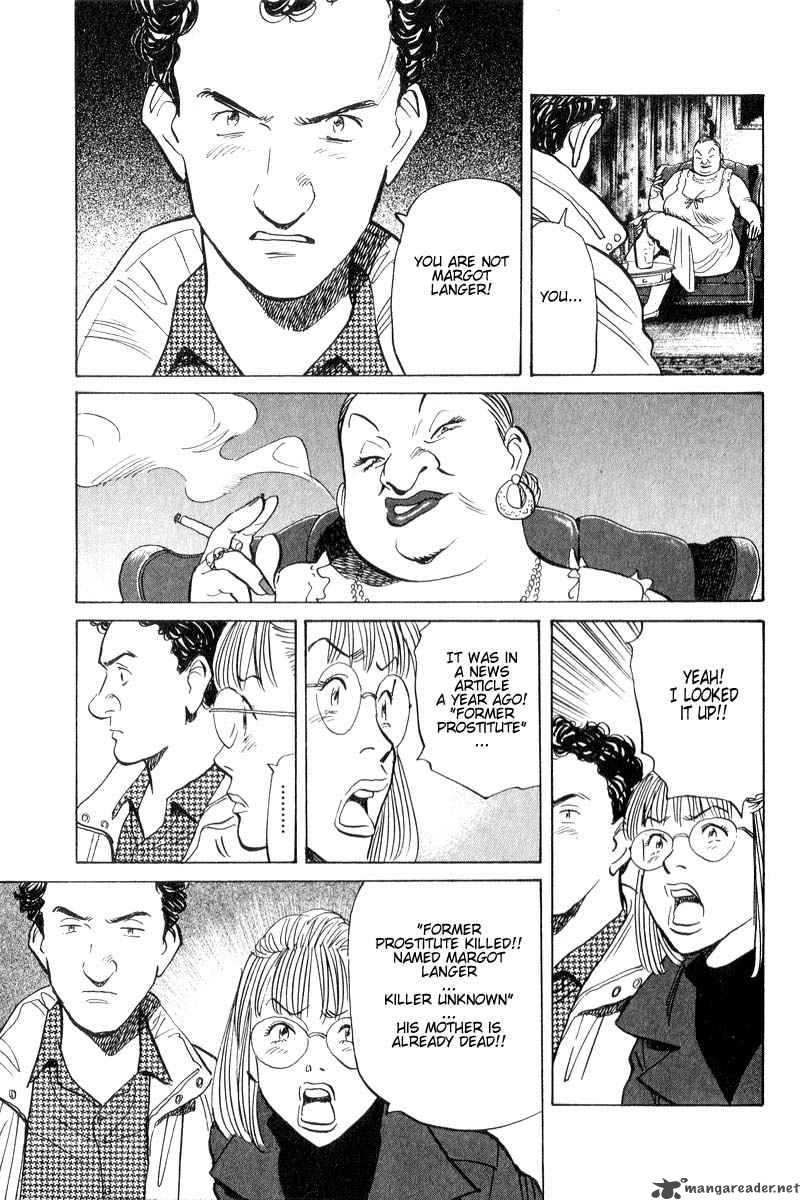 YOU...
YOU ARE NOT
MARGOT
LANGER!
YEAH!
I LOOKED
IT UP!!
IT WAS IN
A NEWS
ARTICLE
A YEAR AGO!
"FORMER
PROSTITUTE"
...
.........
"FORMER
PROSTITUTE KILLED!!
NAMED MARGOT
LANGER
...
KILLER UNKNOWN"
...
HIS MOTHER IS
ALREADY DEAD!!
mangareader.net